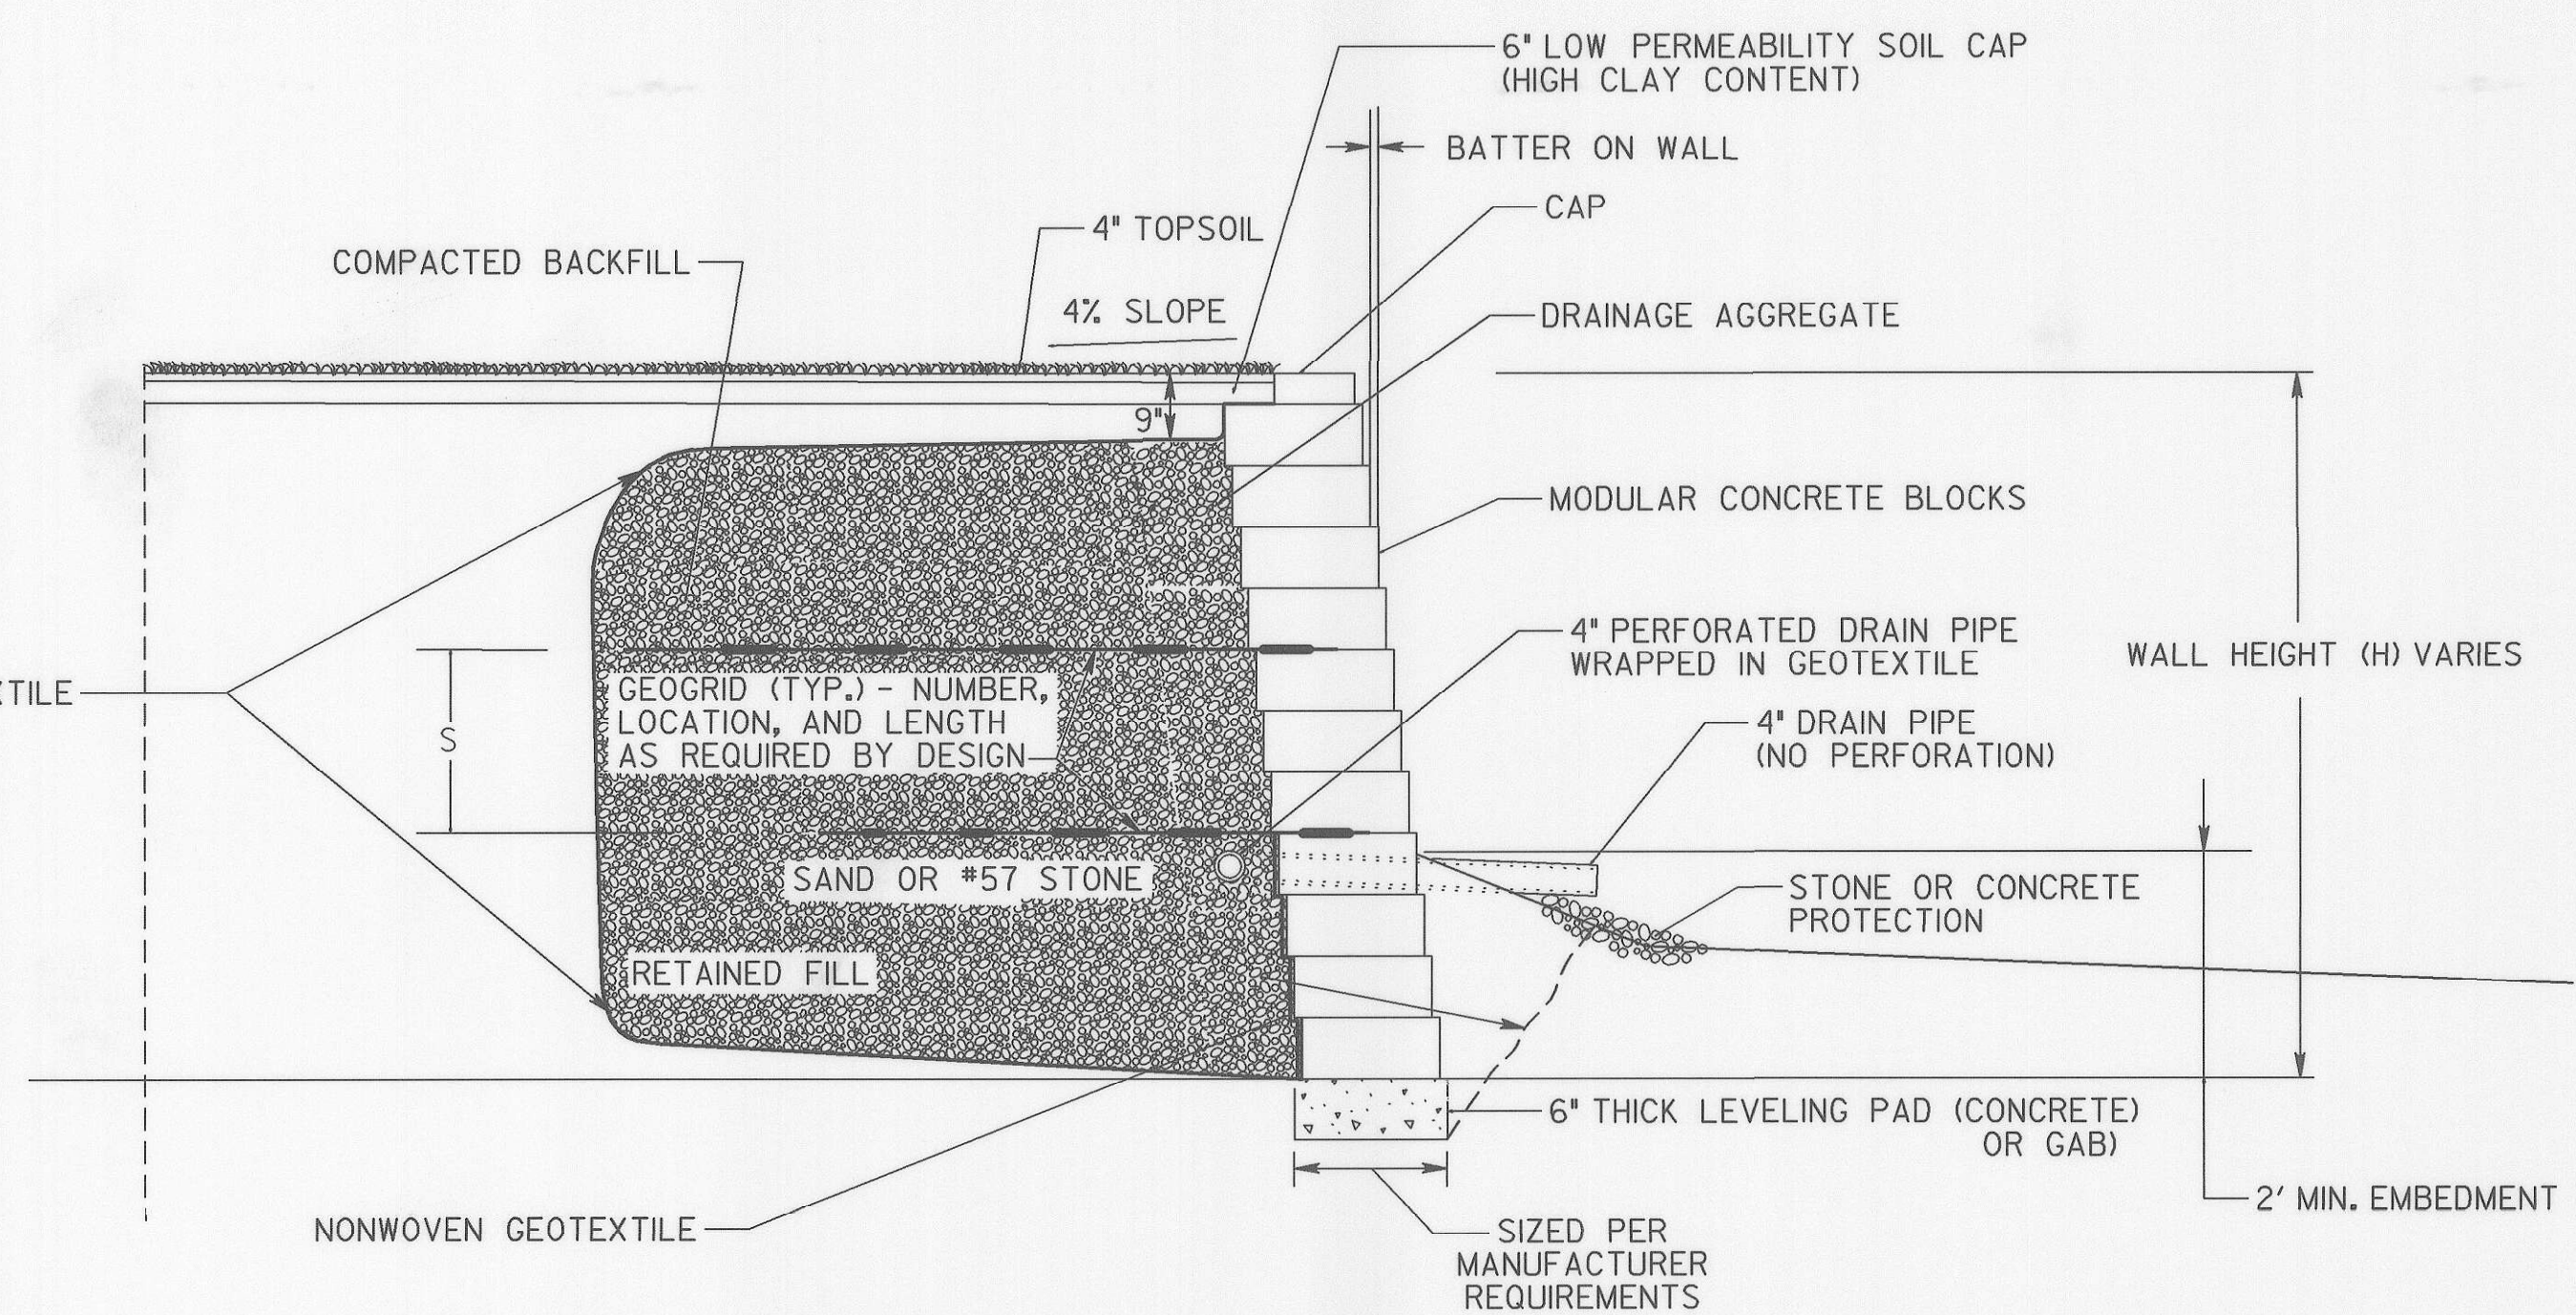 6" LOW PERMEABILITY SOIL CAP
(HIGH CLAY CONTENT)
BATTER ON WALL
CAP
4" TOPSOIL
COMPACTED BACKFILL
4% SLOPE
DRAINAGE AGGREGATE
9"
MODULAR CONCRETE BLOCKS
4" PERFORATED DRAIN PIPE
WRAPPED IN GEOTEXTILE
WALL HEIGHT (H) VARIES
XTILE
GEOGRID (TYP.) - NUMBER,
LOCATION, AND LENGTH
AS REQUIRED BY DESIGN
S
4" DRAIN PIPE
(NO PERFORATION)
SAND OR #57 STONE
STONE OR CONCRETE
PROTECTION
RETAINED FILL
6" THICK LEVELING PAD (CONCRETE)
OR GAB)
2' MIN. EMBEDMENT
NONWOVEN GEOTEXTILE
SIZED PER
MANUFACTURER
REQUIREMENTS